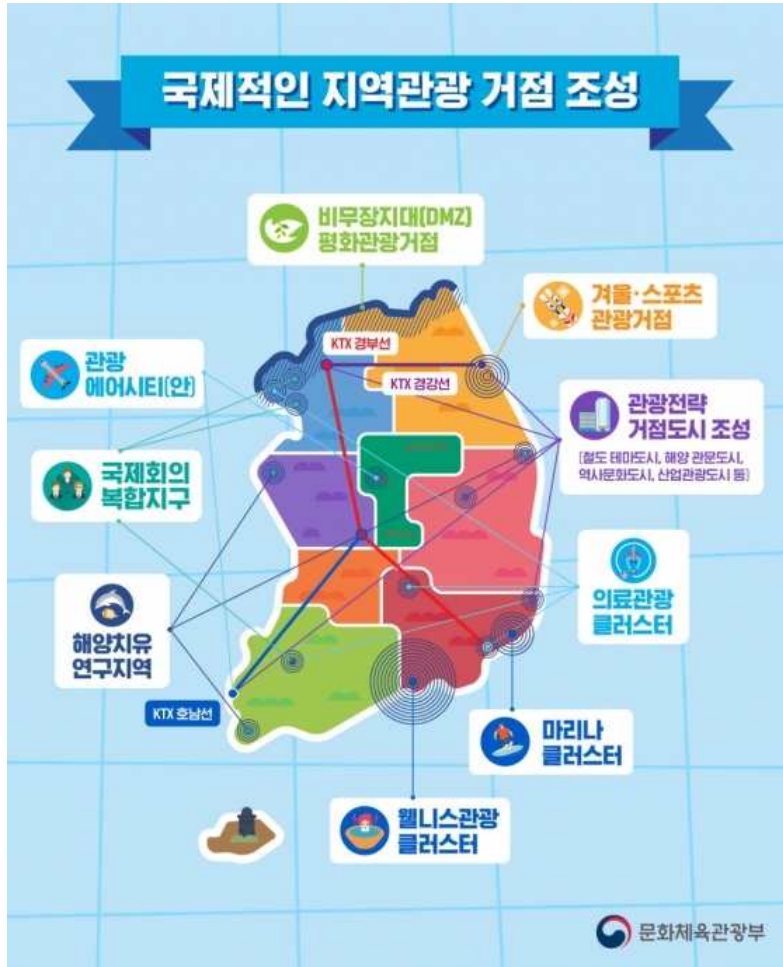 국제적인 지역관광 거점 조성
비무장지대(DMZ)
평화관광거점
겨울·스포츠
관광거점
KTX 경부선
KTX 경강선
관광
에어시티(안)
관광전략
거점도시 조성
[철도 테마도시, 해양 관문도시,
역사문화도시, 산업관광도시 등]
국제회의
복합지구
의료관광
클러스터
해양치유
연구지역
KTX 호남선
마리나
클러스터
웰니스관광
클러스터
문화체육관광부